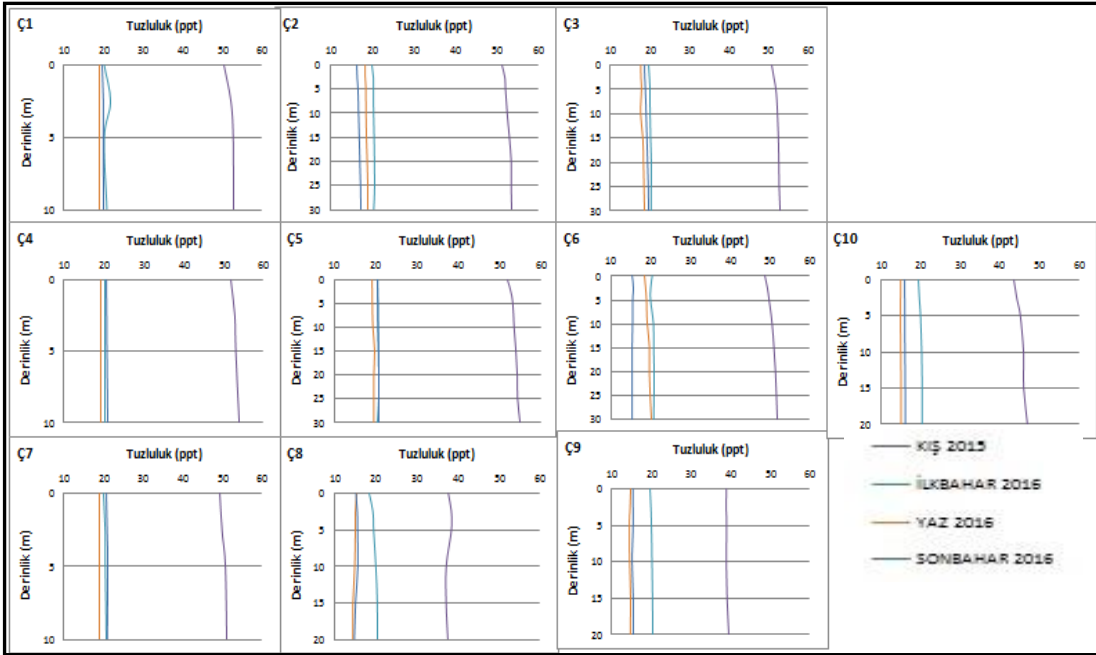 Ç1 Tuzluluk (ppt)
10 20 30 40 50 60
Derinlik (m)
0
5
10
Ç2 Tuzluluk (ppt)
10 20 30 40 50 60
Derinlik (m)
0
5
10
15
20
25
30
Ç3 Tuzluluk (ppt)
10 20 30 40 50 60
Derinlik (m)
0
5
10
15
20
25
30
Ç4 Tuzluluk (ppt)
10 20 30 40 50 60
Derinlik (m)
0
5
10
Ç5 Tuzluluk (ppt)
10 20 30 40 50 60
Derinlik (m)
0
5
10
15
20
25
30
Ç6 Tuzluluk (ppt)
10 20 30 40 50 60
Derinlik (m)
0
5
10
15
20
25
30
Ç10 Tuzluluk (ppt)
10 20 30 40 50 60
Derinlik (m)
0
5
10
15
20
Ç7 Tuzluluk (ppt)
10 20 30 40 50 60
Derinlik (m)
0
5
10
Ç8 Tuzluluk (ppt)
10 20 30 40 50 60
Derinlik (m)
0
5
10
15
20
Ç9 Tuzluluk (ppt)
10 20 30 40 50 60
Derinlik (m)
0
5
10
15
20
KIŞ 2015
İLKBAHAR 2016
YAZ 2016
SONBAHAR 2016